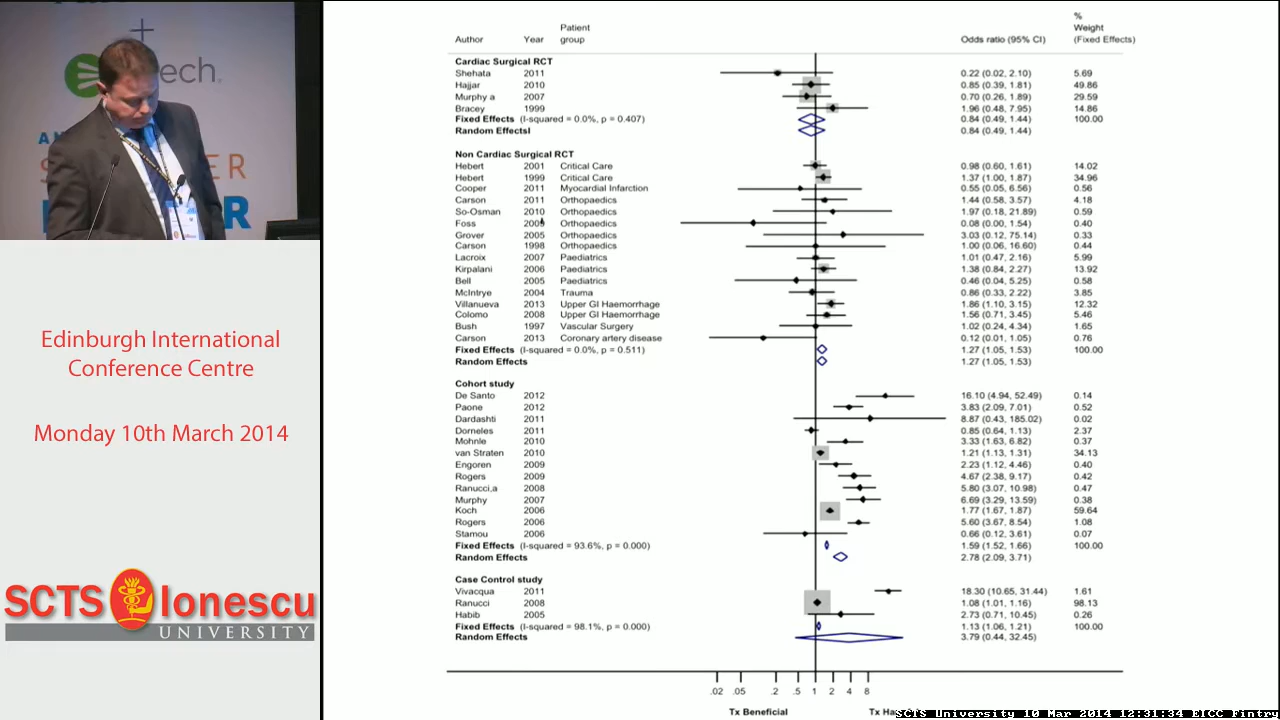 Edinburgh International
Conference Centre
Monday 10th March 2014
SCTS Ionescu
UNIVERSITY
Author Year Patient group Odds ratio (95% CI) % Weight (Fixed Effects)
Cardiac Surgical RCT
Shehata 2011 0.22 (0.02, 2.10) 5.69
Hajjar 2010 0.85 (0.39, 1.81) 49.86
Murphy a 2007 0.70 (0.26, 1.89) 29.59
Bracey 1999 1.96 (0.48, 7.95) 14.86
Fixed Effects (I-squared = 0.0%, p = 0.407) 0.84 (0.49, 1.44) 100.00
Random EffectsI 0.84 (0.49, 1.44)
Non Cardiac Surgical RCT
Hebert 2001 Critical Care 0.98 (0.60, 1.61) 14.02
Hebert 1999 Critical Care 1.37 (1.00, 1.87) 34.96
Cooper 2011 Myocardial Infarction 0.55 (0.05, 6.56) 0.56
Carson 2011 Orthopaedics 1.44 (0.58, 3.57) 4.18
So-Osman 2010 Orthopaedics 1.97 (0.18, 21.89) 0.59
Foss 2009 Orthopaedics 0.08 (0.00, 1.54) 0.40
Grover 2005 Orthopaedics 3.03 (0.12, 75.14) 0.33
Carson 1998 Orthopaedics 1.00 (0.06, 16.60) 0.44
Lacroix 2007 Paediatrics 1.01 (0.47, 2.16) 5.99
Kirpalani 2006 Paediatrics 1.38 (0.84, 2.27) 13.92
Bell 2005 Paediatrics 0.46 (0.04, 5.25) 0.58
McIntrye 2004 Trauma 0.86 (0.33, 2.22) 3.85
Villanueva 2013 Upper GI Haemorrhage 1.86 (1.10, 3.15) 12.32
Colomo 2008 Upper GI Haemorrhage 1.56 (0.71, 3.45) 5.46
Bush 1997 Vascular Surgery 1.02 (0.24, 4.34) 1.65
Carson 2013 Coronary artery disease 0.12 (0.01, 1.05) 0.76
Fixed Effects (I-squared = 0.0%, p = 0.511) 1.27 (1.05, 1.53) 100.00
Random Effects 1.27 (1.05, 1.53)
Cohort study
De Santo 2012 16.10 (4.94, 52.49) 0.14
Paone 2012 3.83 (2.09, 7.01) 0.52
Dardashti 2011 8.87 (0.43, 185.02) 0.02
Dorneles 2011 0.85 (0.64, 1.13) 2.37
Mohnle 2010 3.33 (1.63, 6.82) 0.37
van Straten 2010 1.21 (1.13, 1.31) 34.13
Engoren 2009 2.23 (1.12, 4.46) 0.40
Rogers 2009 4.67 (2.38, 9.17) 0.42
Ranucci,a 2008 5.80 (3.07, 10.98) 0.47
Murphy 2007 6.69 (3.29, 13.59) 0.38
Koch 2006 1.77 (1.67, 1.87) 59.64
Rogers 2006 5.60 (3.67, 8.54) 1.08
Stamou 2006 0.66 (0.12, 3.61) 0.07
Fixed Effects (I-squared = 93.6%, p = 0.000) 1.59 (1.52, 1.66) 100.00
Random Effects 2.78 (2.09, 3.71)
Case Control study
Vivacqua 2011 18.30 (10.65, 31.44) 1.61
Ranucci 2008 1.08 (1.01, 1.16) 98.13
Habib 2005 2.73 (0.71, 10.45) 0.26
Fixed Effects (I-squared = 98.1%, p = 0.000) 1.13 (1.06, 1.21) 100.00
Random Effects 3.79 (0.44, 32.45)
.02 .05 .2 .5 1 2 4 8
Tx Beneficial
SCTS University 10 Mar 2014 12:31:34 EICC Fintry